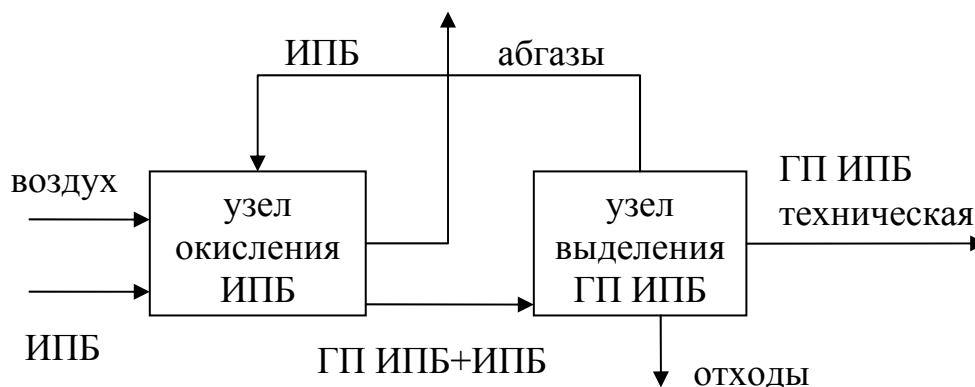 ИПБ
абгазы
воздух
узел
окисления
ИПБ
узел
выделения
ГП ИПБ
ГП ИПБ
техническая
ИПБ
ГП ИПБ+ИПБ
отходы